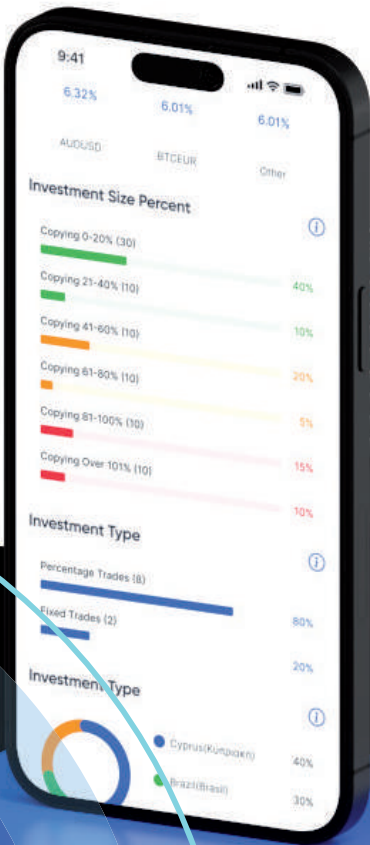 9:41
6.32% 6.01% 6.01%
AUDUSD BTCEUR Other
Investment Size Percent
Copying 0-20% (30)
40%
Copying 21-40% (10)
10%
Copying 41-60% (10)
20%
Copying 61-80% (10)
5%
Copying 81-100% (10)
15%
Copying Over 101% (10)
10%
Investment Type
Percentage Trades (8)
80%
Fixed Trades (2)
20%
Investment Type
Cyprus(Κυπριακή) 40%
Brazil(Brasil) 30%